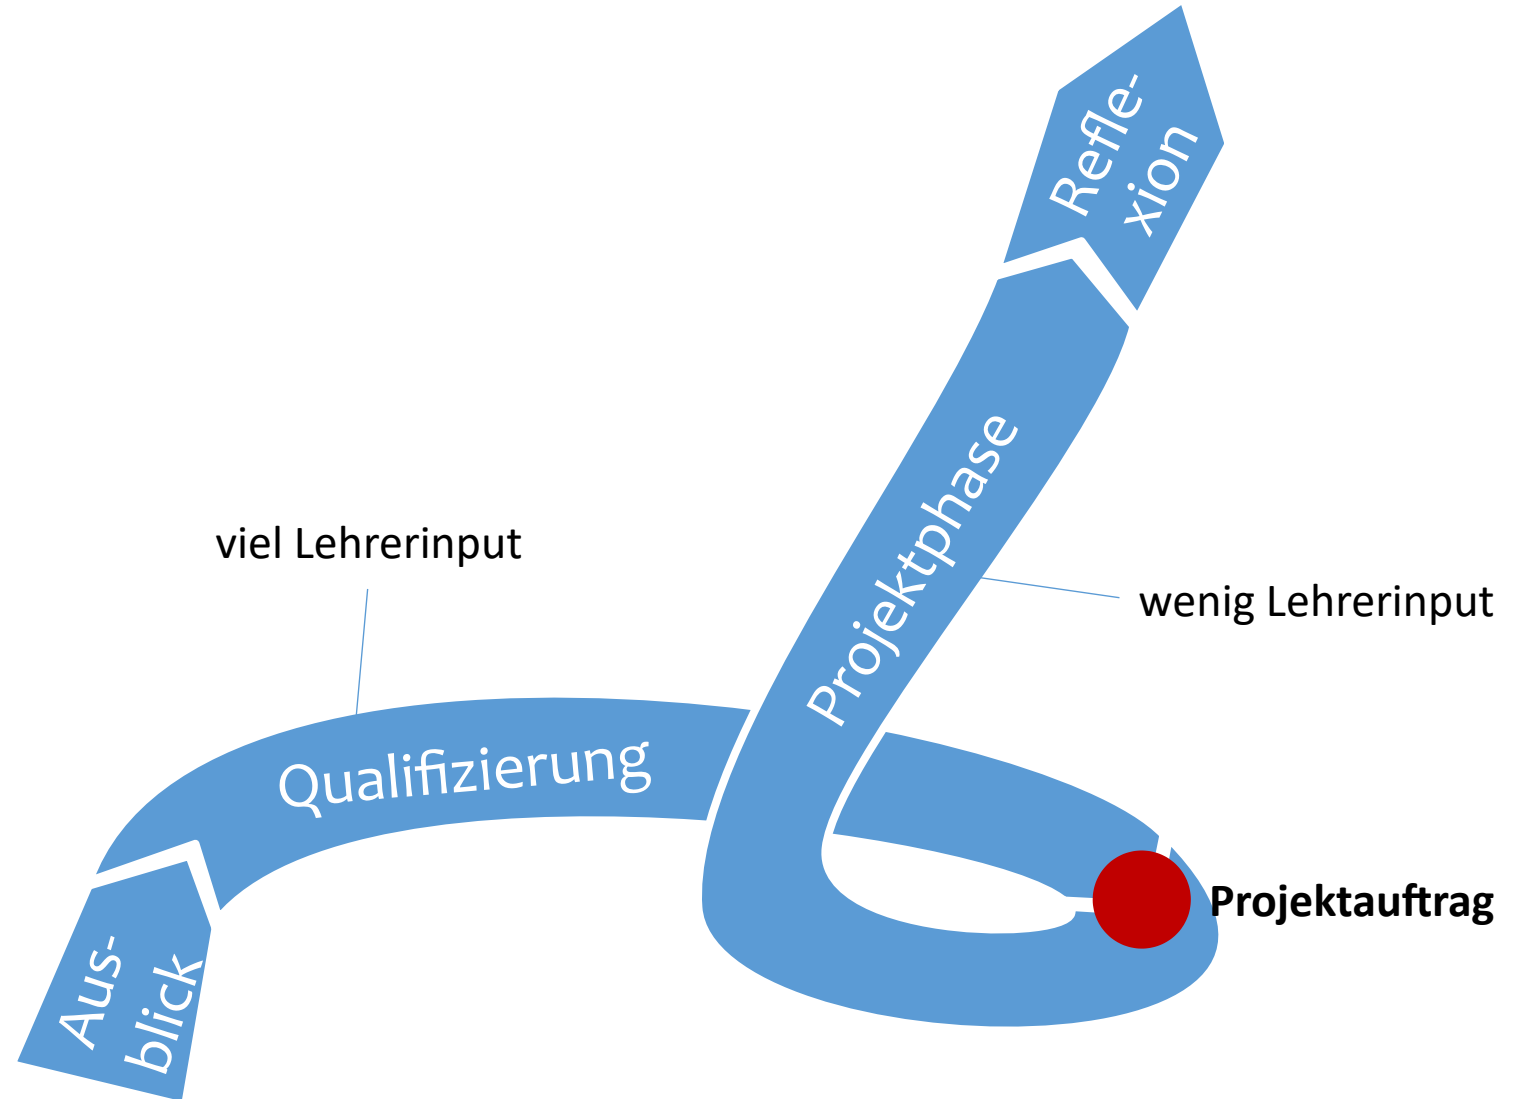 Refle-
xion
Projektphase
viel Lehrerinput
wenig Lehrerinput
Qualifizierung
Projektauftrag
Aus-
blick